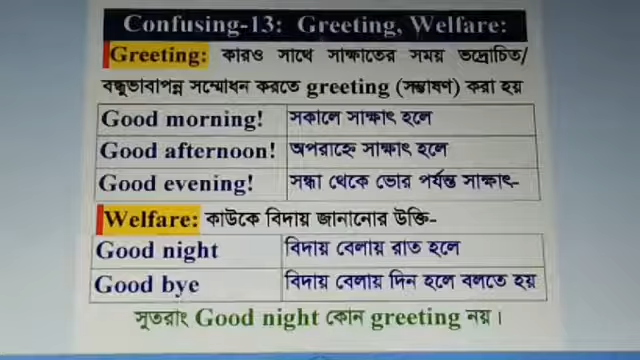 Confusing-13: Greeting, Welfare:
Greeting: কারও সাথে সাক্ষাতের সময় ভদ্রোচিত/
বন্ধুভাবাপন্ন সম্মোধন করতে greeting (সম্ভাষণ) করা হয়
Good morning! সকালে সাক্ষাৎ হলে
Good afternoon! অপরাহ্নে সাক্ষাৎ হলে
Good evening! সন্ধা থেকে ভোর পর্যন্ত সাক্ষাৎ-
Welfare: কাউকে বিদায় জানানোর উক্তি-
Good night বিদায় বেলায় রাত হলে
Good bye বিদায় বেলায় দিন হলে বলতে হয়
সুতরাং Good night কোন greeting নয়।